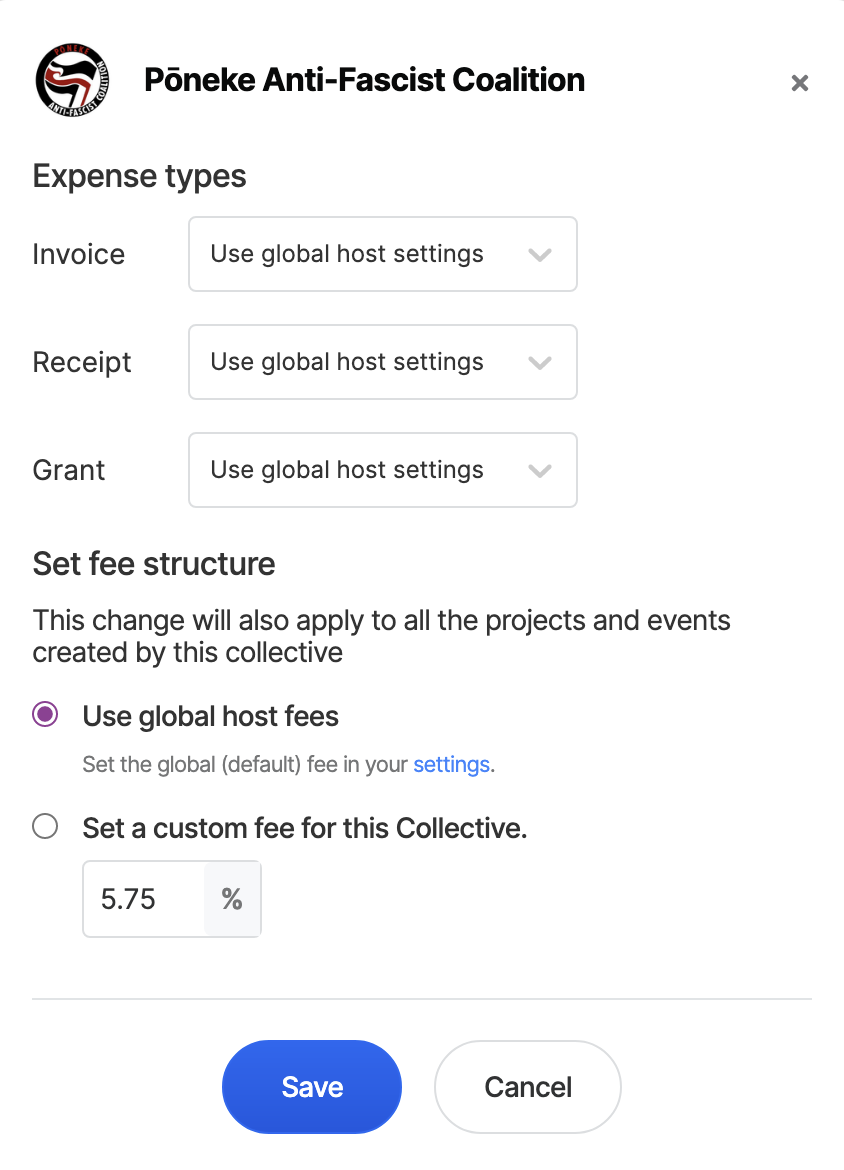 PŌNEKE
ANTI-FASCIST COALITION
Pōneke Anti-Fascist Coalition
×
Expense types
Invoice
Use global host settings
Receipt
Use global host settings
Grant
Use global host settings
Set fee structure
This change will also apply to all the projects and events
created by this collective
Use global host fees
Set the global (default) fee in your settings.
Set a custom fee for this Collective.
5.75 %
Save
Cancel